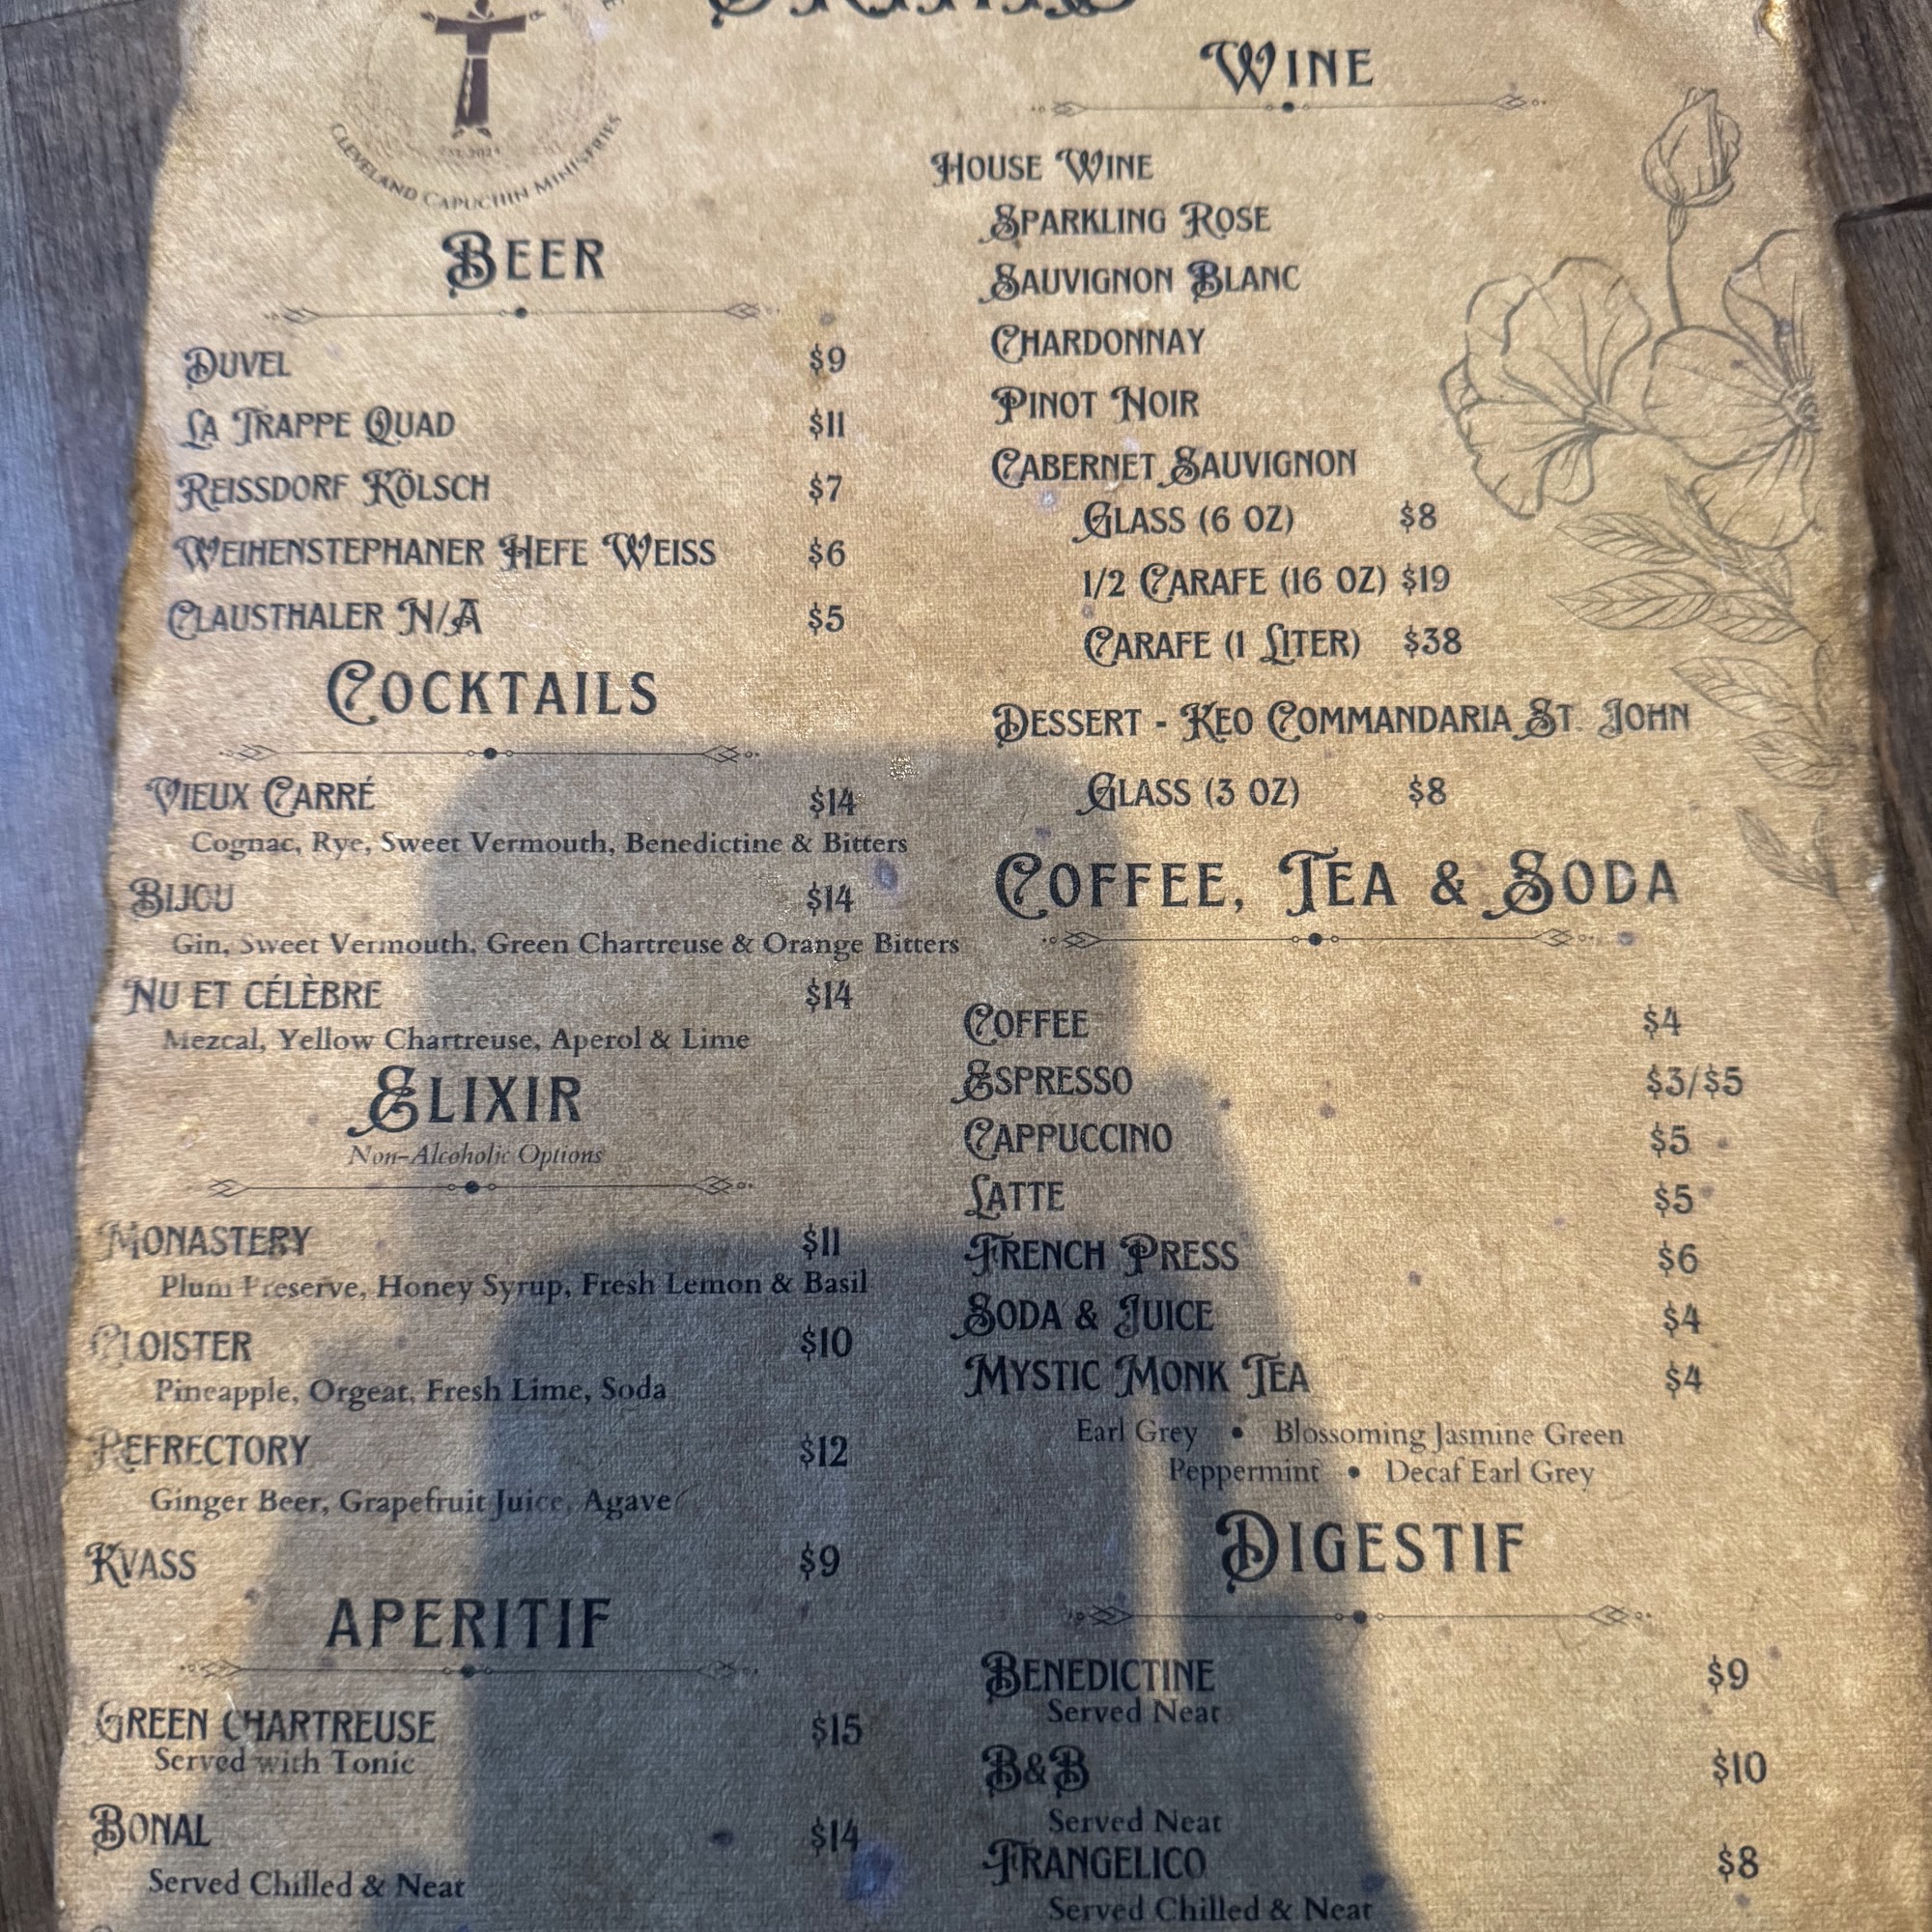 CLEVELAND CAPUCHIN MINISTRIES
BEER
DUVEL $9
LA TRAPPE QUAD $11
REISSDORF KÖLSCH $7
WEIHENSTEPHANER HEFE WEISS $6
CLAUSTHALER N/A $5
COCKTAILS
VIEUX CARRÉ $14
Cognac, Rye, Sweet Vermouth, Benedictine & Bitters
BIJOU $14
Gin, Sweet Vermouth, Green Chartreuse & Orange Bitters
NU ET CÉLÈBRE $14
Mezcal, Yellow Chartreuse, Aperol & Lime
ELIXIR
Non-Alcoholic Options
MONASTERY $11
Plum Preserve, Honey Syrup, Fresh Lemon & Basil
CLOISTER $10
Pineapple, Orgeat, Fresh Lime, Soda
REFRECTORY $12
Ginger Beer, Grapefruit Juice, Agave
KVASS $9
APERITIF
GREEN CHARTREUSE $15
Served with Tonic
BONAL $14
Served Chilled & Neat
WINE
HOUSE WINE
SPARKLING ROSE
SAUVIGNON BLANC
CHARDONNAY
PINOT NOIR
CABERNET SAUVIGNON
GLASS (6 OZ) $8
1/2 CARAFE (16 OZ) $19
CARAFE (1 LITER) $38
DESSERT - KEO COMMANDARIA ST. JOHN
GLASS (3 OZ) $8
COFFEE, TEA & SODA
COFFEE $4
ESPRESSO $3/$5
CAPPUCCINO $5
LATTE $5
FRENCH PRESS $6
SODA & JUICE $4
MYSTIC MONK TEA $4
Earl Grey • Blossoming Jasmine Green
Peppermint • Decaf Earl Grey
DIGESTIF
BENEDICTINE $9
Served Neat
B&B $10
Served Neat
FRANGELICO $8
Served Chilled & Neat